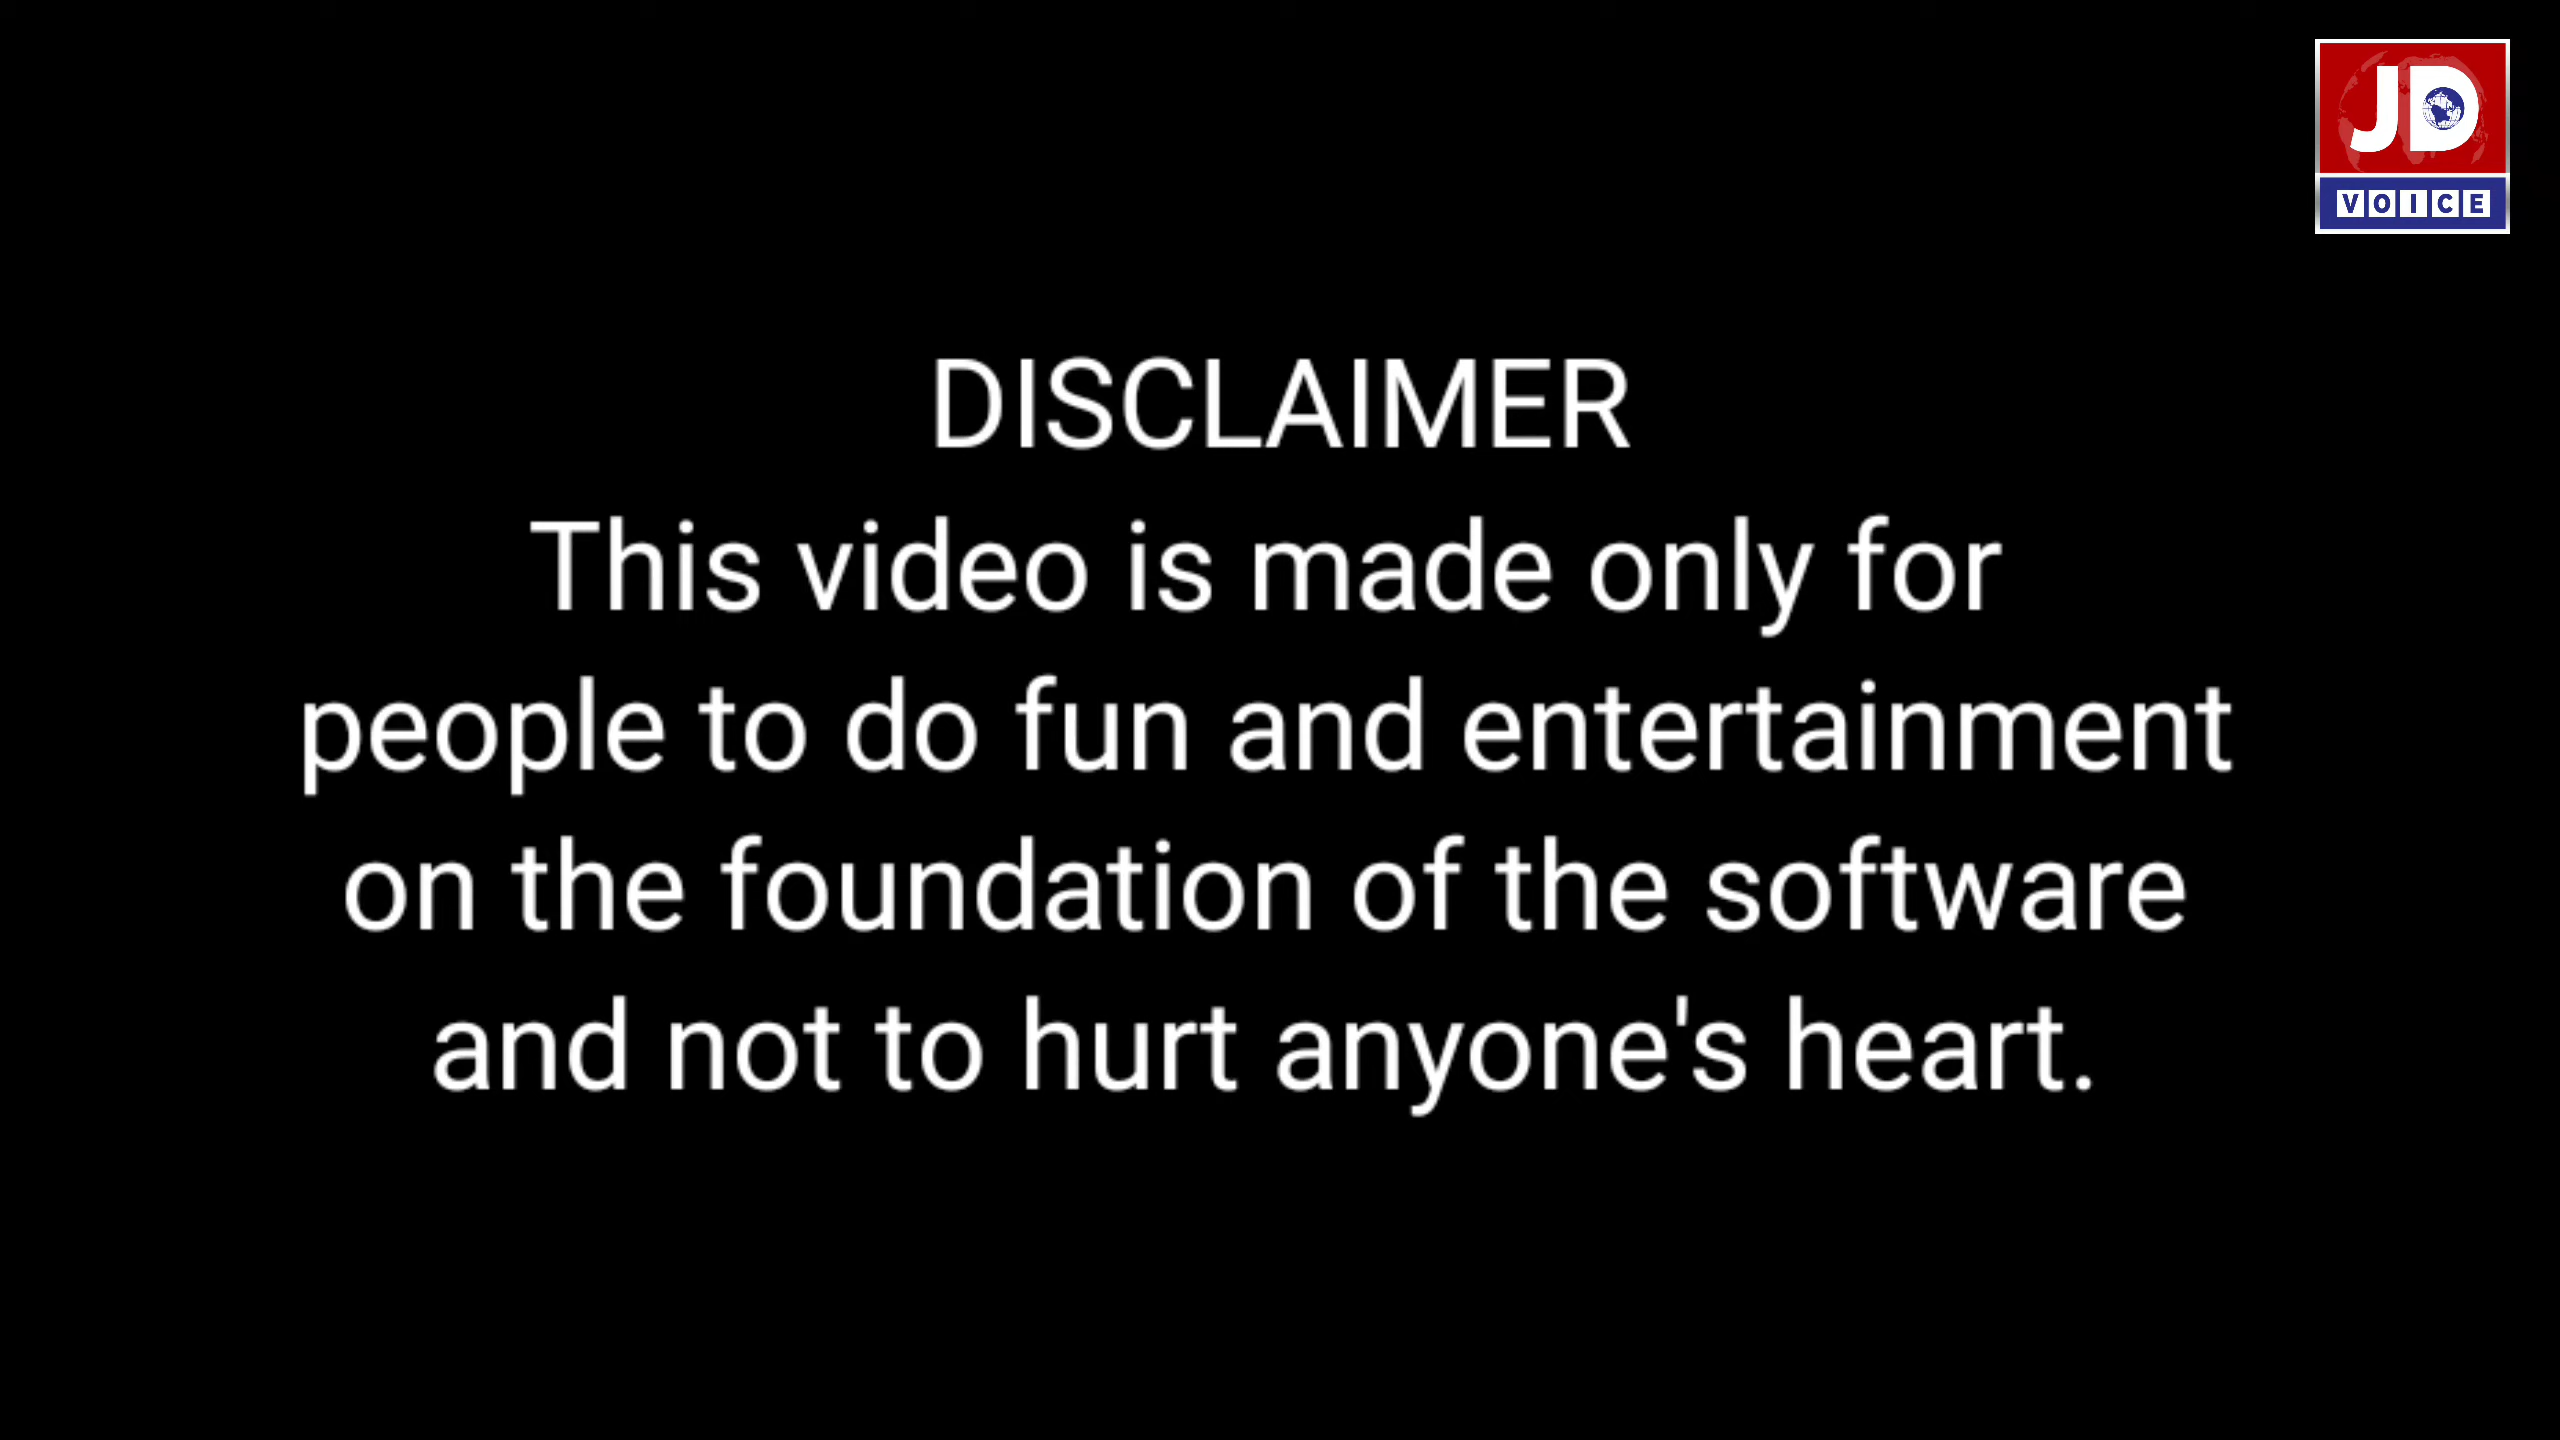 JD
VOICE
DISCLAIMER
This video is made only for
people to do fun and entertainment
on the foundation of the software
and not to hurt anyone's heart.